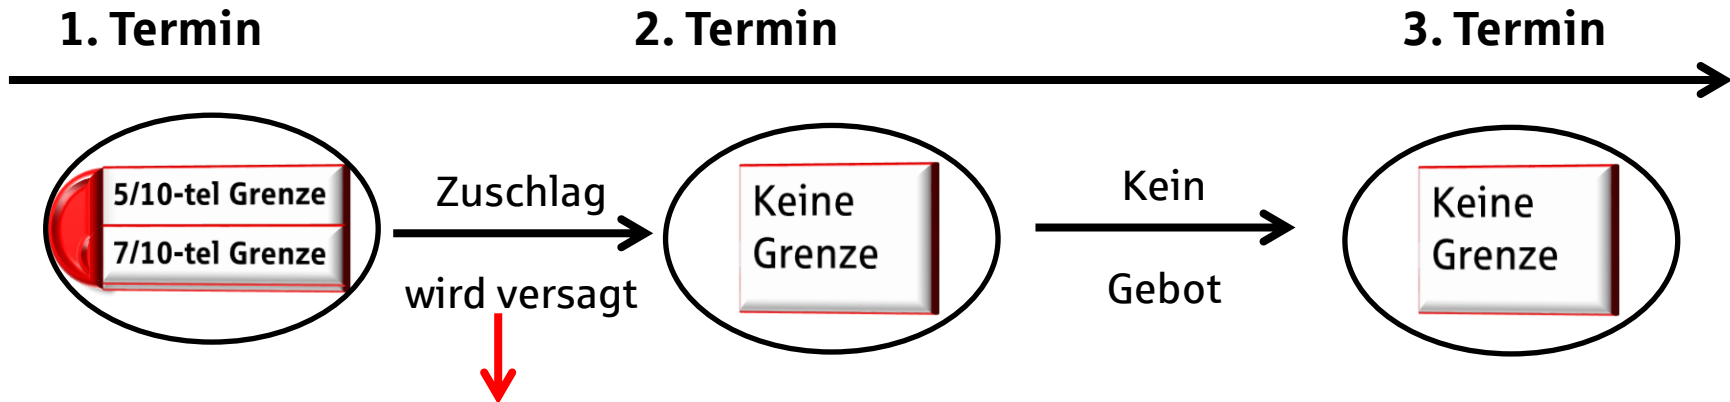 1. Termin
2. Termin
3. Termin
5/10-tel Grenze
7/10-tel Grenze
Zuschlag
wird versagt
Keine
Grenze
Kein
Gebot
Keine
Grenze